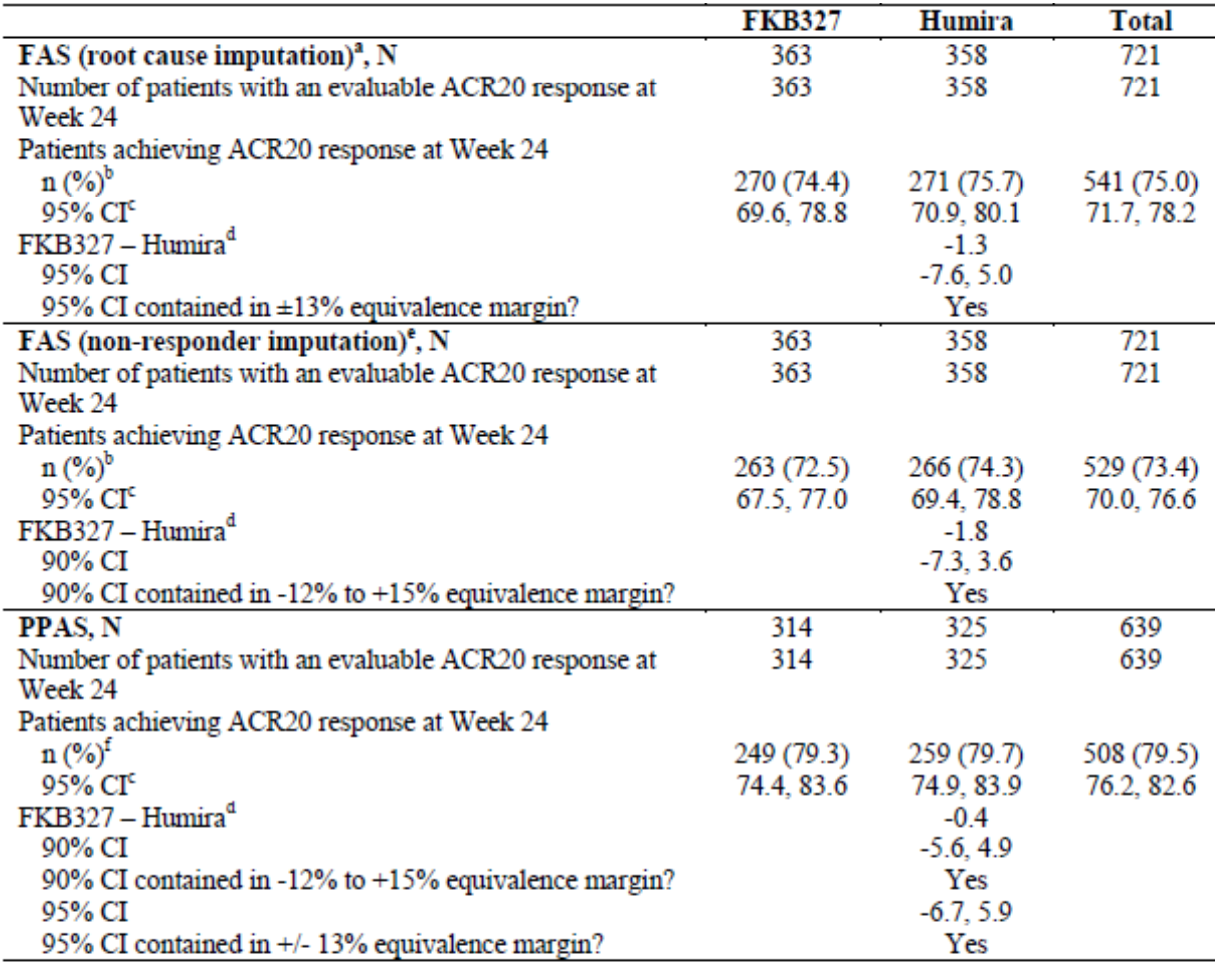 FKB327 Humira Total
FAS (root cause imputation)ᵃ, N 363 358 721
Number of patients with an evaluable ACR20 response at 363 358 721
Week 24
Patients achieving ACR20 response at Week 24
n (%)ᵇ 270 (74.4) 271 (75.7) 541 (75.0)
95% CIᶜ 69.6, 78.8 70.9, 80.1 71.7, 78.2
FKB327 – Humiraᵈ -1.3
95% CI -7.6, 5.0
95% CI contained in ±13% equivalence margin? Yes
FAS (non-responder imputation)ᵉ, N 363 358 721
Number of patients with an evaluable ACR20 response at 363 358 721
Week 24
Patients achieving ACR20 response at Week 24
n (%)ᵇ 263 (72.5) 266 (74.3) 529 (73.4)
95% CIᶜ 67.5, 77.0 69.4, 78.8 70.0, 76.6
FKB327 – Humiraᵈ -1.8
90% CI -7.3, 3.6
90% CI contained in -12% to +15% equivalence margin? Yes
PPAS, N 314 325 639
Number of patients with an evaluable ACR20 response at 314 325 639
Week 24
Patients achieving ACR20 response at Week 24
n (%)ᶠ 249 (79.3) 259 (79.7) 508 (79.5)
95% CIᶜ 74.4, 83.6 74.9, 83.9 76.2, 82.6
FKB327 – Humiraᵈ -0.4
90% CI -5.6, 4.9
90% CI contained in -12% to +15% equivalence margin? Yes
95% CI -6.7, 5.9
95% CI contained in +/- 13% equivalence margin? Yes